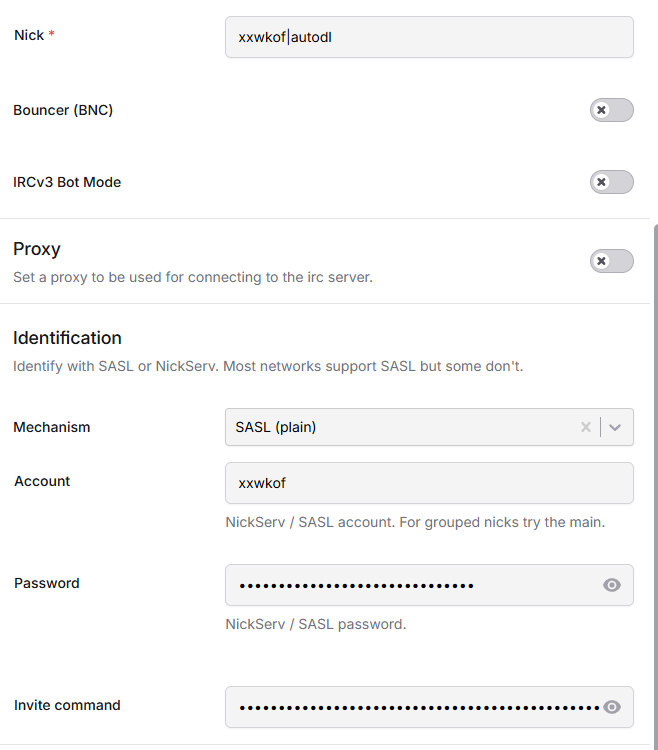 Nick *
xxwkof|autodl
Bouncer (BNC)
IRCv3 Bot Mode
Proxy
Set a proxy to be used for connecting to the irc server.
Identification
Identify with SASL or NickServ. Most networks support SASL but some don't.
Mechanism
SASL (plain)
Account
xxwkof
NickServ / SASL account. For grouped nicks try the main.
Password
••••••••••••••••••••••••••••••
NickServ / SASL password.
Invite command
••••••••••••••••••••••••••••••••••••••••••••••